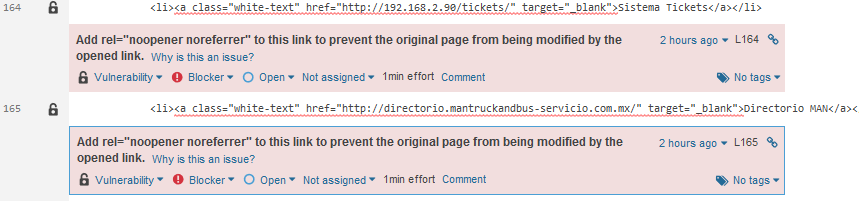 164 <li><a class="white-text" href="http://192.168.2.90/tickets/" target="_blank">Sistema Tickets</a></li>
Add rel="noopener noreferrer" to this link to prevent the original page from being modified by the 2 hours ago L164
opened link. Why is this an issue?
Vulnerability Blocker Open Not assigned 1min effort Comment No tags
165 <li><a class="white-text" href="http://directorio.mantruckandbus-servicio.com.mx/" target="_blank">Directorio MAN</a><
Add rel="noopener noreferrer" to this link to prevent the original page from being modified by the 2 hours ago L165
opened link. Why is this an issue?
Vulnerability Blocker Open Not assigned 1min effort Comment No tags